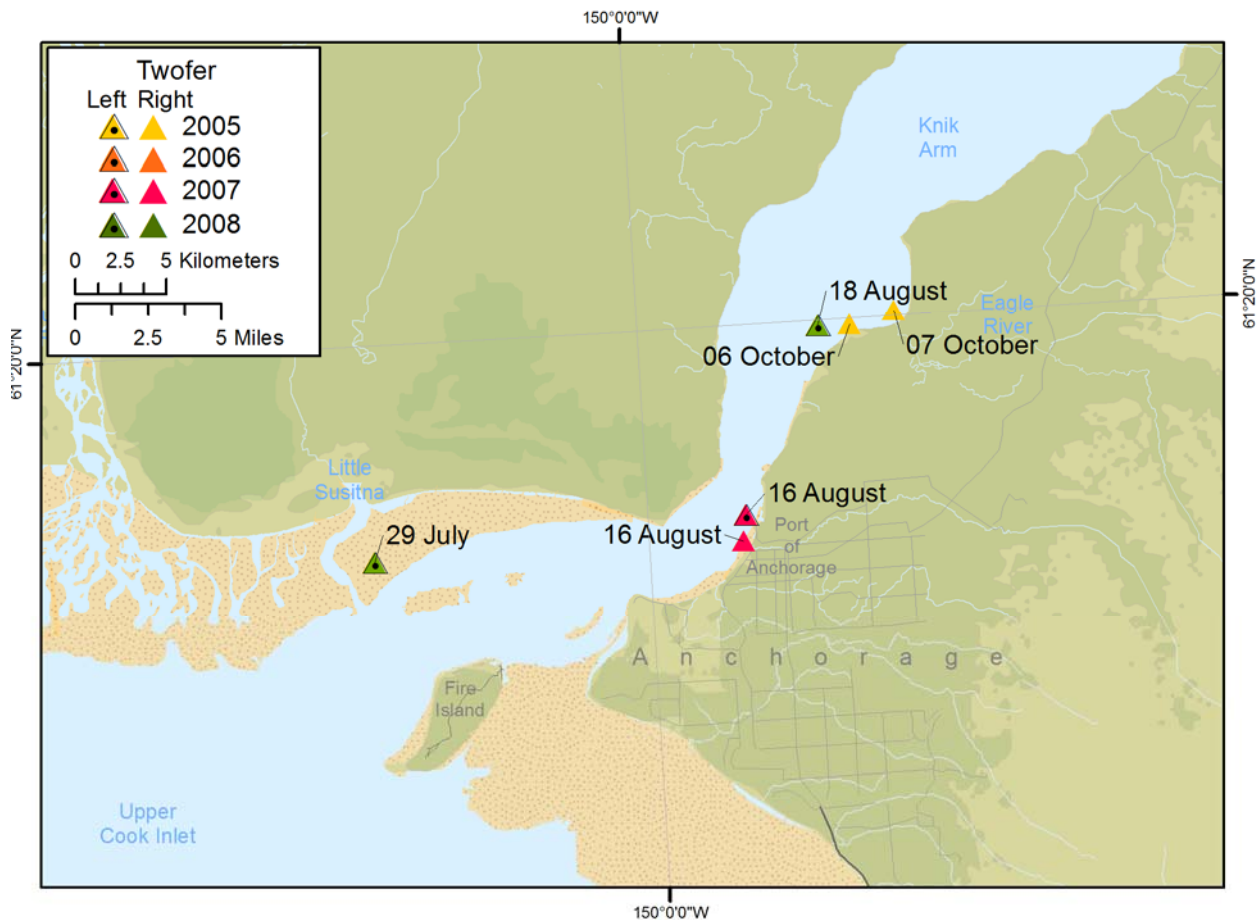 150°0'0"W
Twofer
Left Right
2005
2006
2007
2008
0 2.5 5 Kilometers
0 2.5 5 Miles
Knik
Arm
61°20'0"N
18 August
Eagle
River
06 October
07 October
61°20'0"N
Little
Susitna
16 August
29 July
16 August
Port
of
Anchorage
Anchorage
Fire
Island
Upper
Cook Inlet
150°0'0"W